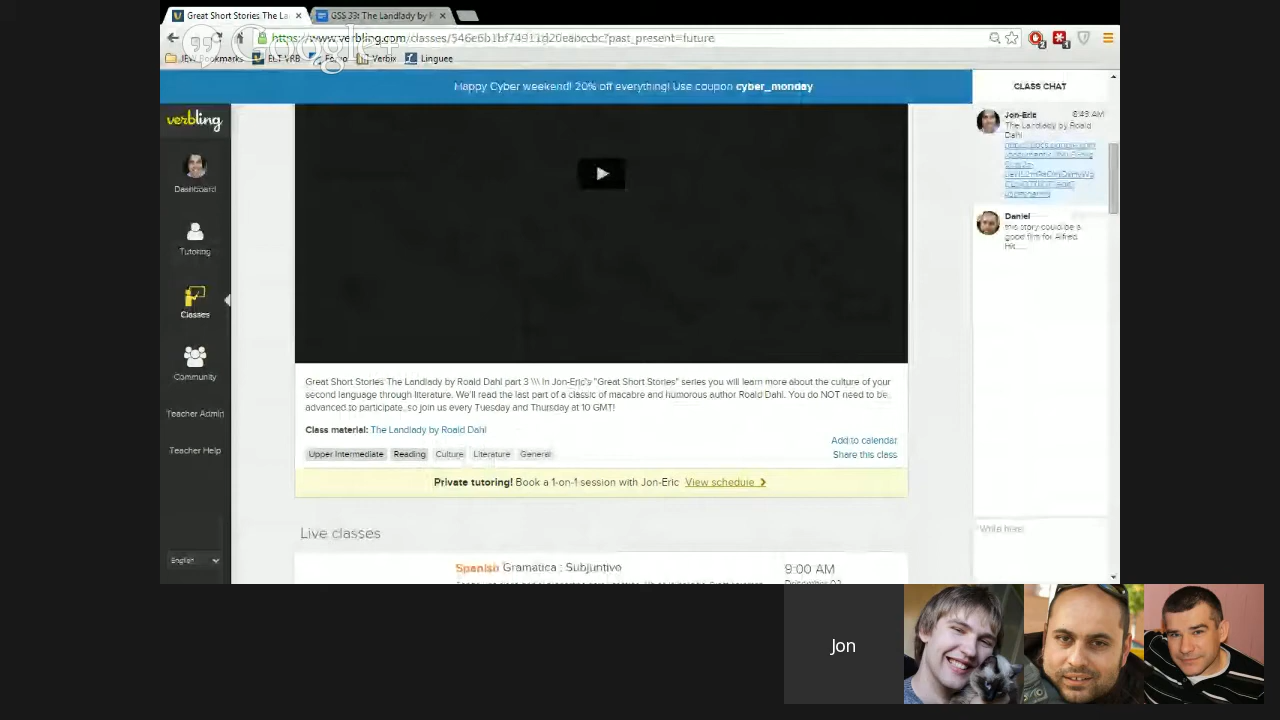 Great Short Stories The La
GSS 33: The Landlady by R
https://www.verbling.com/classes/546e6b1bf74911d20eabccbc?past_present=future
Google+
Bookmarks
ELT VRB
Forvo
Verbix
Linguee
Happy Cyber weekend! 20% off everything! Use coupon cyber_monday
CLASS CHAT
verbling
Dashboard
Tutoring
Classes
Community
Teacher Admin
Teacher Help
English
Jon-Eric
8:49 AM
The Landlady by Roald
Dahl
Daniel
this story could be a
good film for Alfred
Hit.....
Write here
Great Short Stories The Landlady by Roald Dahl part 3 \\\ In Jon-Eric's "Great Short Stories" series you will learn more about the culture of your
second language through literature. We'll read the last part of a classic of macabre and humorous author Roald Dahl. You do NOT need to be
advanced to participate, so join us every Tuesday and Thursday at 10 GMT!
Class material: The Landlady by Roald Dahl
Add to calendar
Upper Intermediate Reading Culture Literature General
Share this class
Private tutoring! Book a 1-on-1 session with Jon-Eric View schedule
Live classes
Spanish Gramatica : Subjuntivo
9:00 AM
Jon